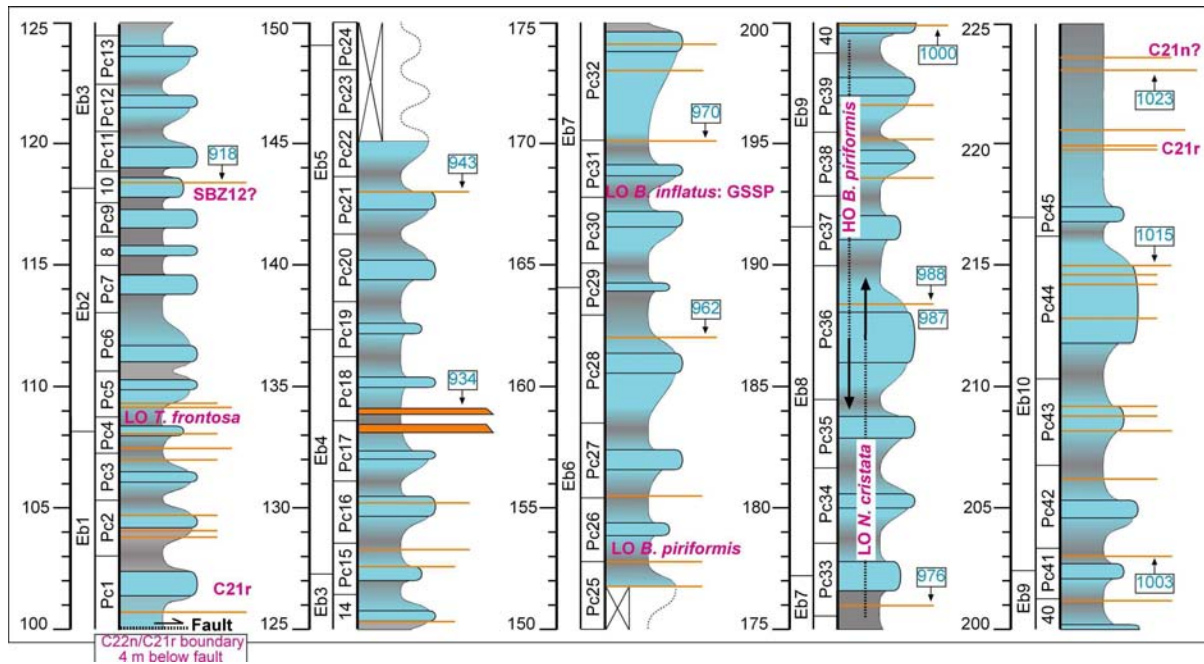 125
120
115
110
105
100
Eb3
Eb2
Eb1
Pc13
Pc12
Pc11
10
Pc9
8
Pc7
Pc6
Pc5
Pc4
Pc3
Pc2
Pc1
918
SBZ12?
LO T. frontosa
C21r
Fault
C22n/C21r boundary
4 m below fault
150
145
140
135
130
125
Eb5
Eb4
Eb3
Pc24
Pc23
Pc22
Pc21
Pc20
Pc19
Pc18
Pc17
Pc16
Pc15
14
943
934
175
170
165
160
155
150
Eb7
Eb6
Pc32
Pc31
Pc30
Pc29
Pc28
Pc27
Pc26
Pc25
970
LO B. inflatus: GSSP
962
LO B. piriformis
200
195
190
185
180
175
Eb9
Eb8
Eb7
40
Pc39
Pc38
Pc37
Pc36
Pc35
Pc34
Pc33
1000
HO B. piriformis
988
987
LO N. cristata
976
225
220
215
210
205
200
Eb10
Eb9
Pc45
Pc44
Pc43
Pc42
Pc41
40
C21n?
1023
C21r
1015
1003